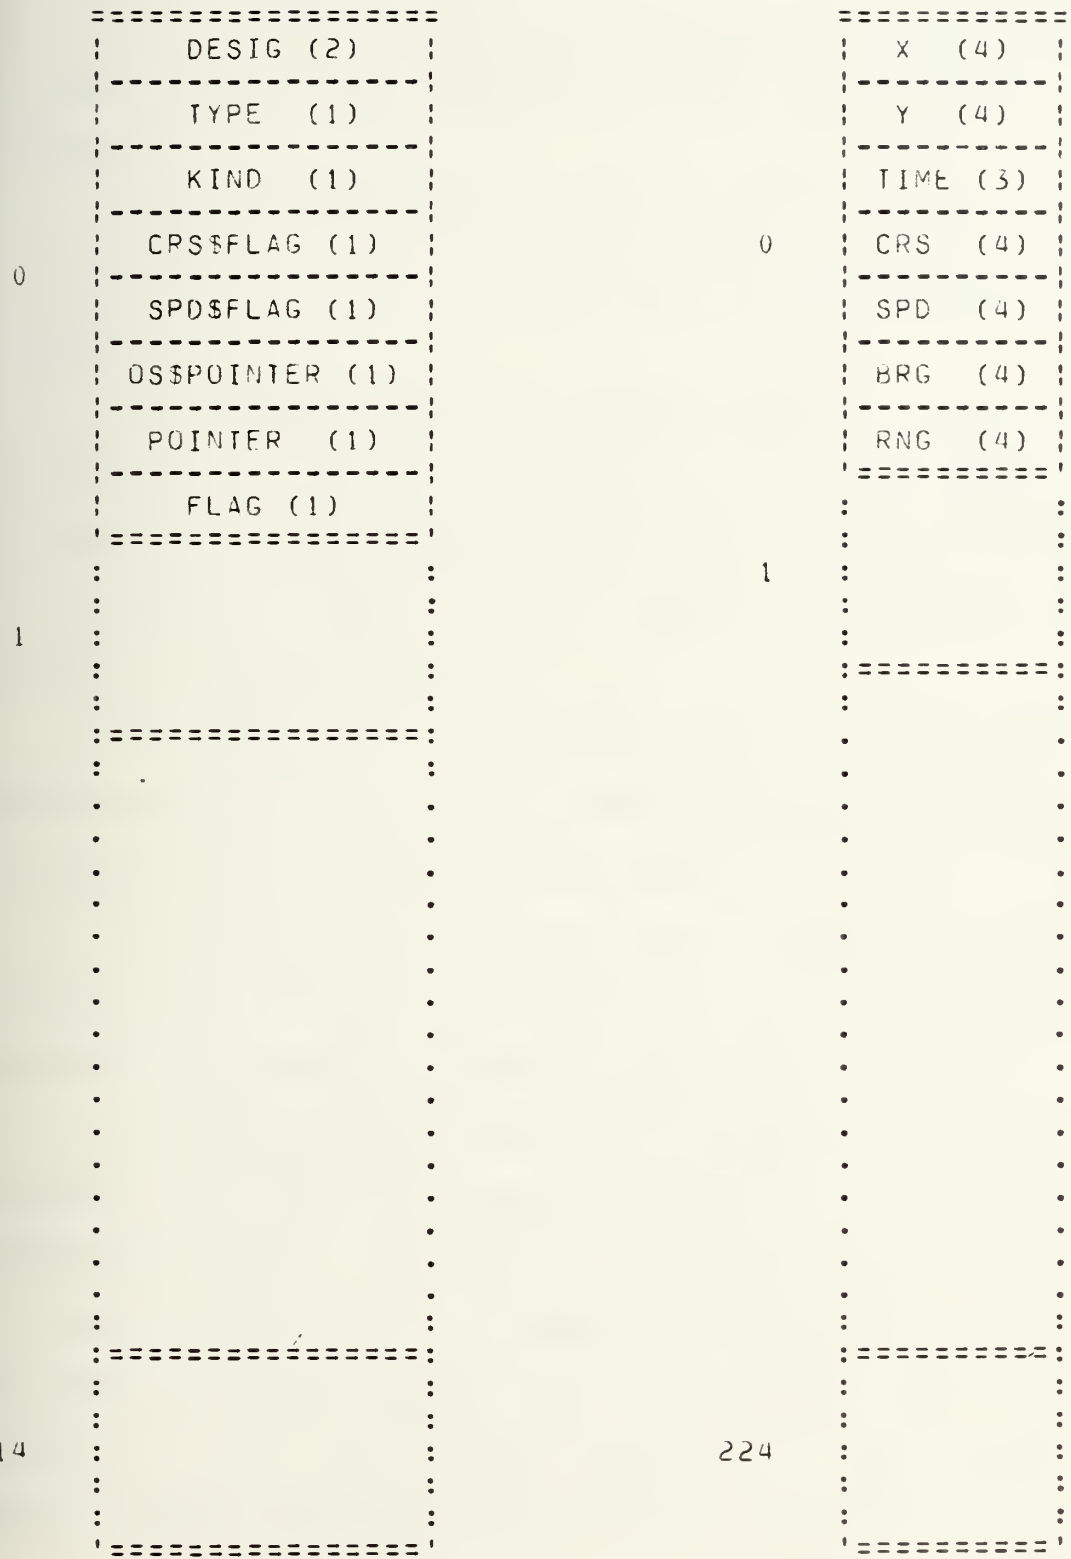 DESIG (2)
TYPE (1)
KIND (1)
CRS$FLAG (1)
0
SPD$FLAG (1)
OS$POINTER (1)
POINTER (1)
FLAG (1)
1
14
X (4)
Y (4)
TIME (3)
0 CRS (4)
SPD (4)
BRG (4)
RNG (4)
1
224